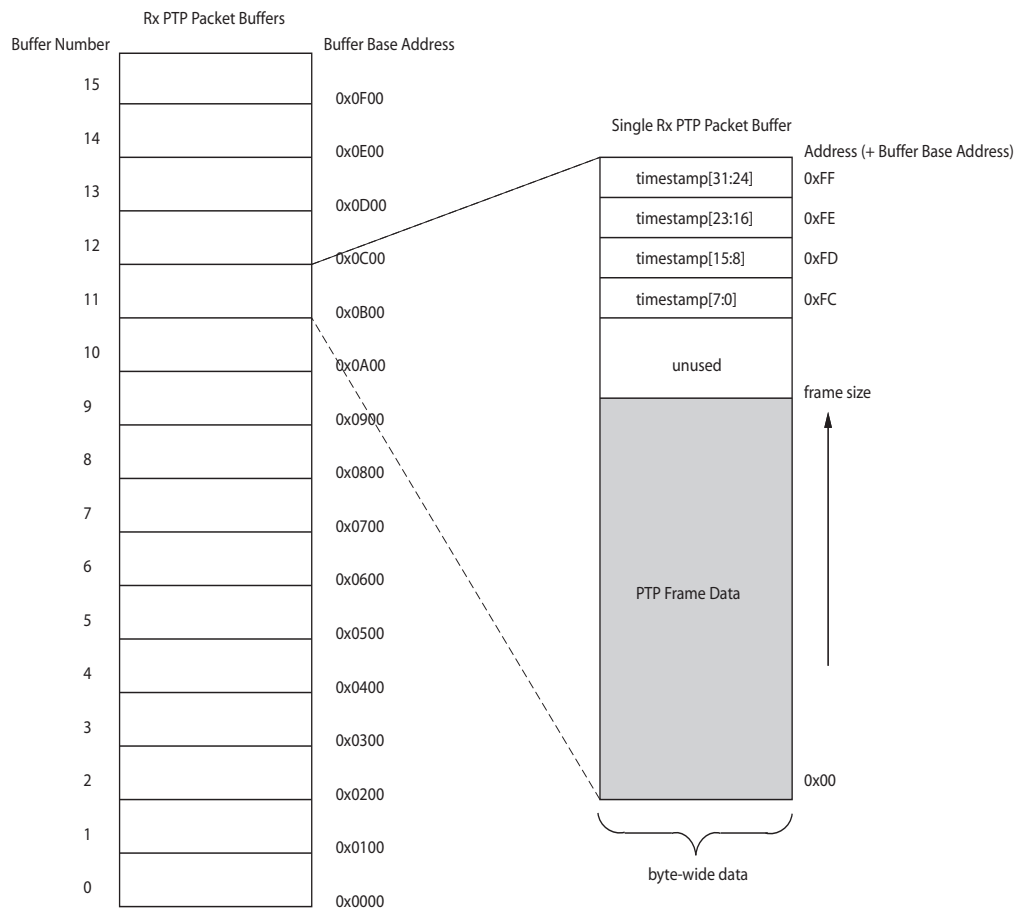 Rx PTP Packet Buffers
Buffer Number
Buffer Base Address
15
0x0F00
14
0x0E00
13
0x0D00
12
0x0C00
11
0x0B00
10
0x0A00
9
0x0900
8
0x0800
7
0x0700
6
0x0600
5
0x0500
4
0x0400
3
0x0300
2
0x0200
1
0x0100
0
0x0000
Single Rx PTP Packet Buffer
Address (+ Buffer Base Address)
timestamp[31:24] 0xFF
timestamp[23:16] 0xFE
timestamp[15:8] 0xFD
timestamp[7:0] 0xFC
unused
frame size
PTP Frame Data
0x00
byte-wide data